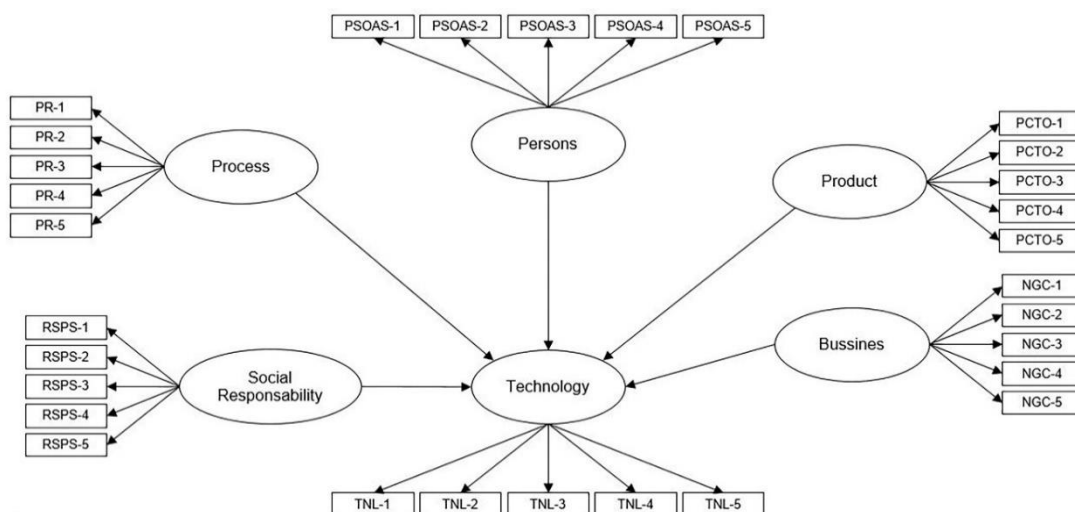 PSOAS-1
PSOAS-2
PSOAS-3
PSOAS-4
PSOAS-5
PR-1
PR-2
PR-3
PR-4
PR-5
Process
Persons
Product
PCTO-1
PCTO-2
PCTO-3
PCTO-4
PCTO-5
RSPS-1
RSPS-2
RSPS-3
RSPS-4
RSPS-5
Social
Responsability
Technology
Bussines
NGC-1
NGC-2
NGC-3
NGC-4
NGC-5
TNL-1
TNL-2
TNL-3
TNL-4
TNL-5